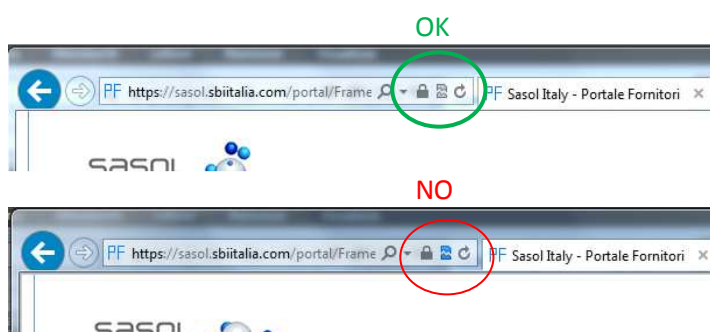 OK
PF https://sasol.sbiitalia.com/portal/Frame PF Sasol Italy - Portale Fornitori ×
sasol
NO
PF https://sasol.sbiitalia.com/portal/Frame PF Sasol Italy - Portale Fornitori ×
sasol